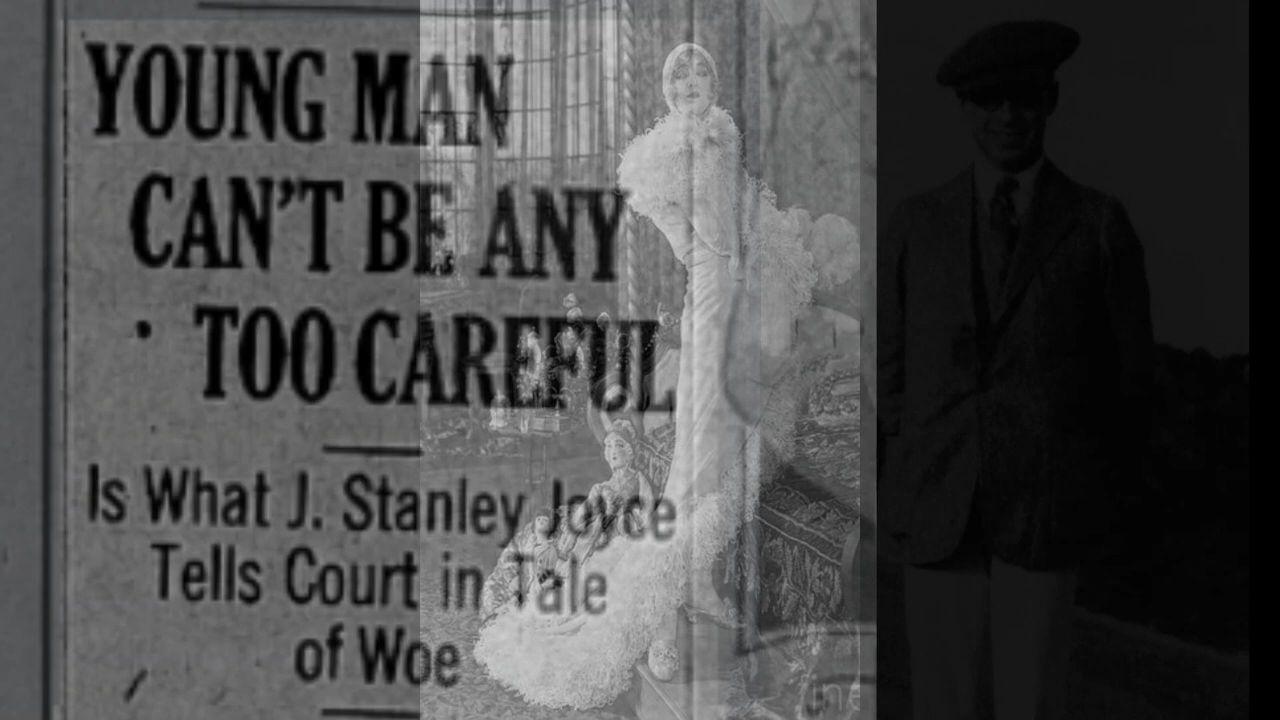 YOUNG MAN
CAN'T BE ANY
TOO CAREFUL
Is What J. Stanley Joyce
Tells Court in Tale
of Woe